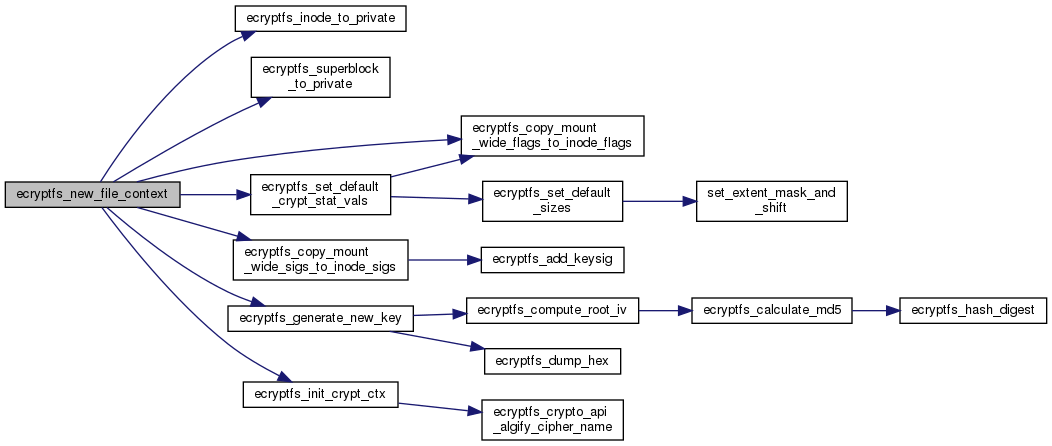 ecryptfs_inode_to_private
ecryptfs_superblock
_to_private
ecryptfs_copy_mount
_wide_flags_to_inode_flags
ecryptfs_new_file_context
ecryptfs_set_default
_crypt_stat_vals
ecryptfs_set_default
_sizes
set_extent_mask_and
_shift
ecryptfs_copy_mount
_wide_sigs_to_inode_sigs
ecryptfs_add_keysig
ecryptfs_generate_new_key
ecryptfs_compute_root_iv
ecryptfs_calculate_md5
ecryptfs_hash_digest
ecryptfs_dump_hex
ecryptfs_init_crypt_ctx
ecryptfs_crypto_api
_algify_cipher_name